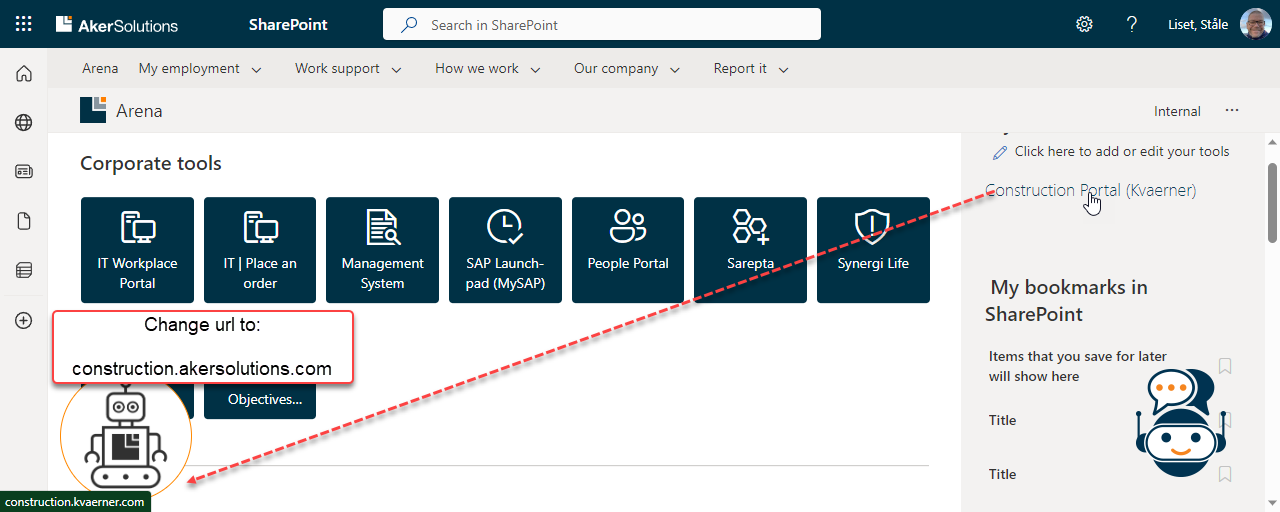 AkerSolutions
SharePoint
Search in SharePoint
Liset, Ståle
Arena
My employment
Work support
How we work
Our company
Report it
Arena
Internal
Click here to add or edit your tools
Construction Portal (Kvaerner)
Corporate tools
IT Workplace
Portal
IT | Place an
order
Management
System
SAP Launch-
pad (MySAP)
People Portal
Sarepta
Synergi Life
Change url to:
construction.akersolutions.com
Objectives...
My bookmarks in
SharePoint
Items that you save for later
will show here
Title
Title
construction.kvaerner.com